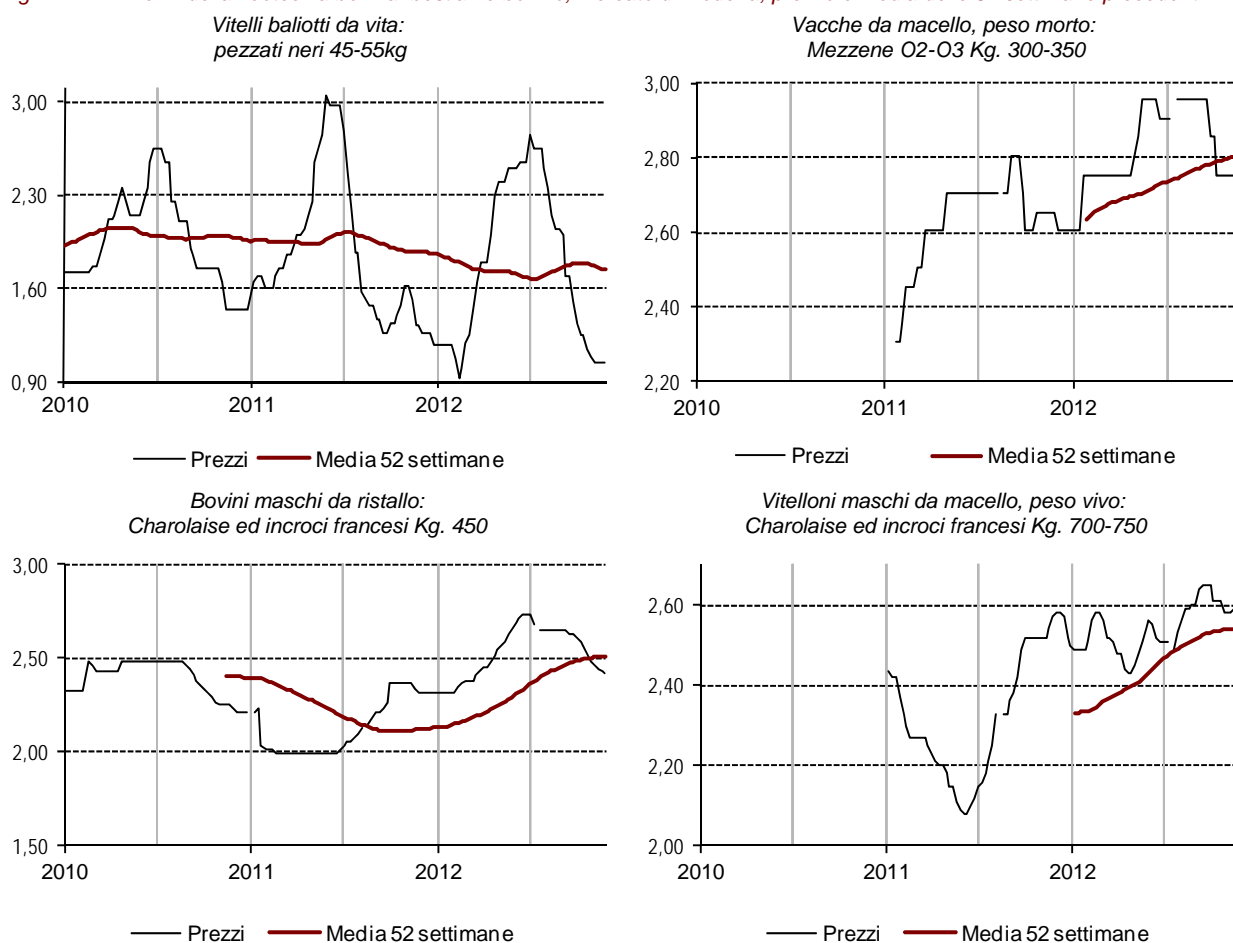 Vitelli baliotti da vita:
pezzati neri 45-55kg
3,00
2,30
1,60
0,90
2010
2011
2012
Prezzi
Media 52 settimane
Vacche da macello, peso morto:
Mezzene O2-O3 Kg. 300-350
3,00
2,80
2,60
2,40
2,20
2010
2011
2012
Prezzi
Media 52 settimane
Bovini maschi da ristallo:
Charolaise ed incroci francesi Kg. 450
3,00
2,50
2,00
1,50
2010
2011
2012
Prezzi
Media 52 settimane
Vitelloni maschi da macello, peso vivo:
Charolaise ed incroci francesi Kg. 700-750
2,60
2,40
2,20
2,00
2010
2011
2012
Prezzi
Media 52 settimane